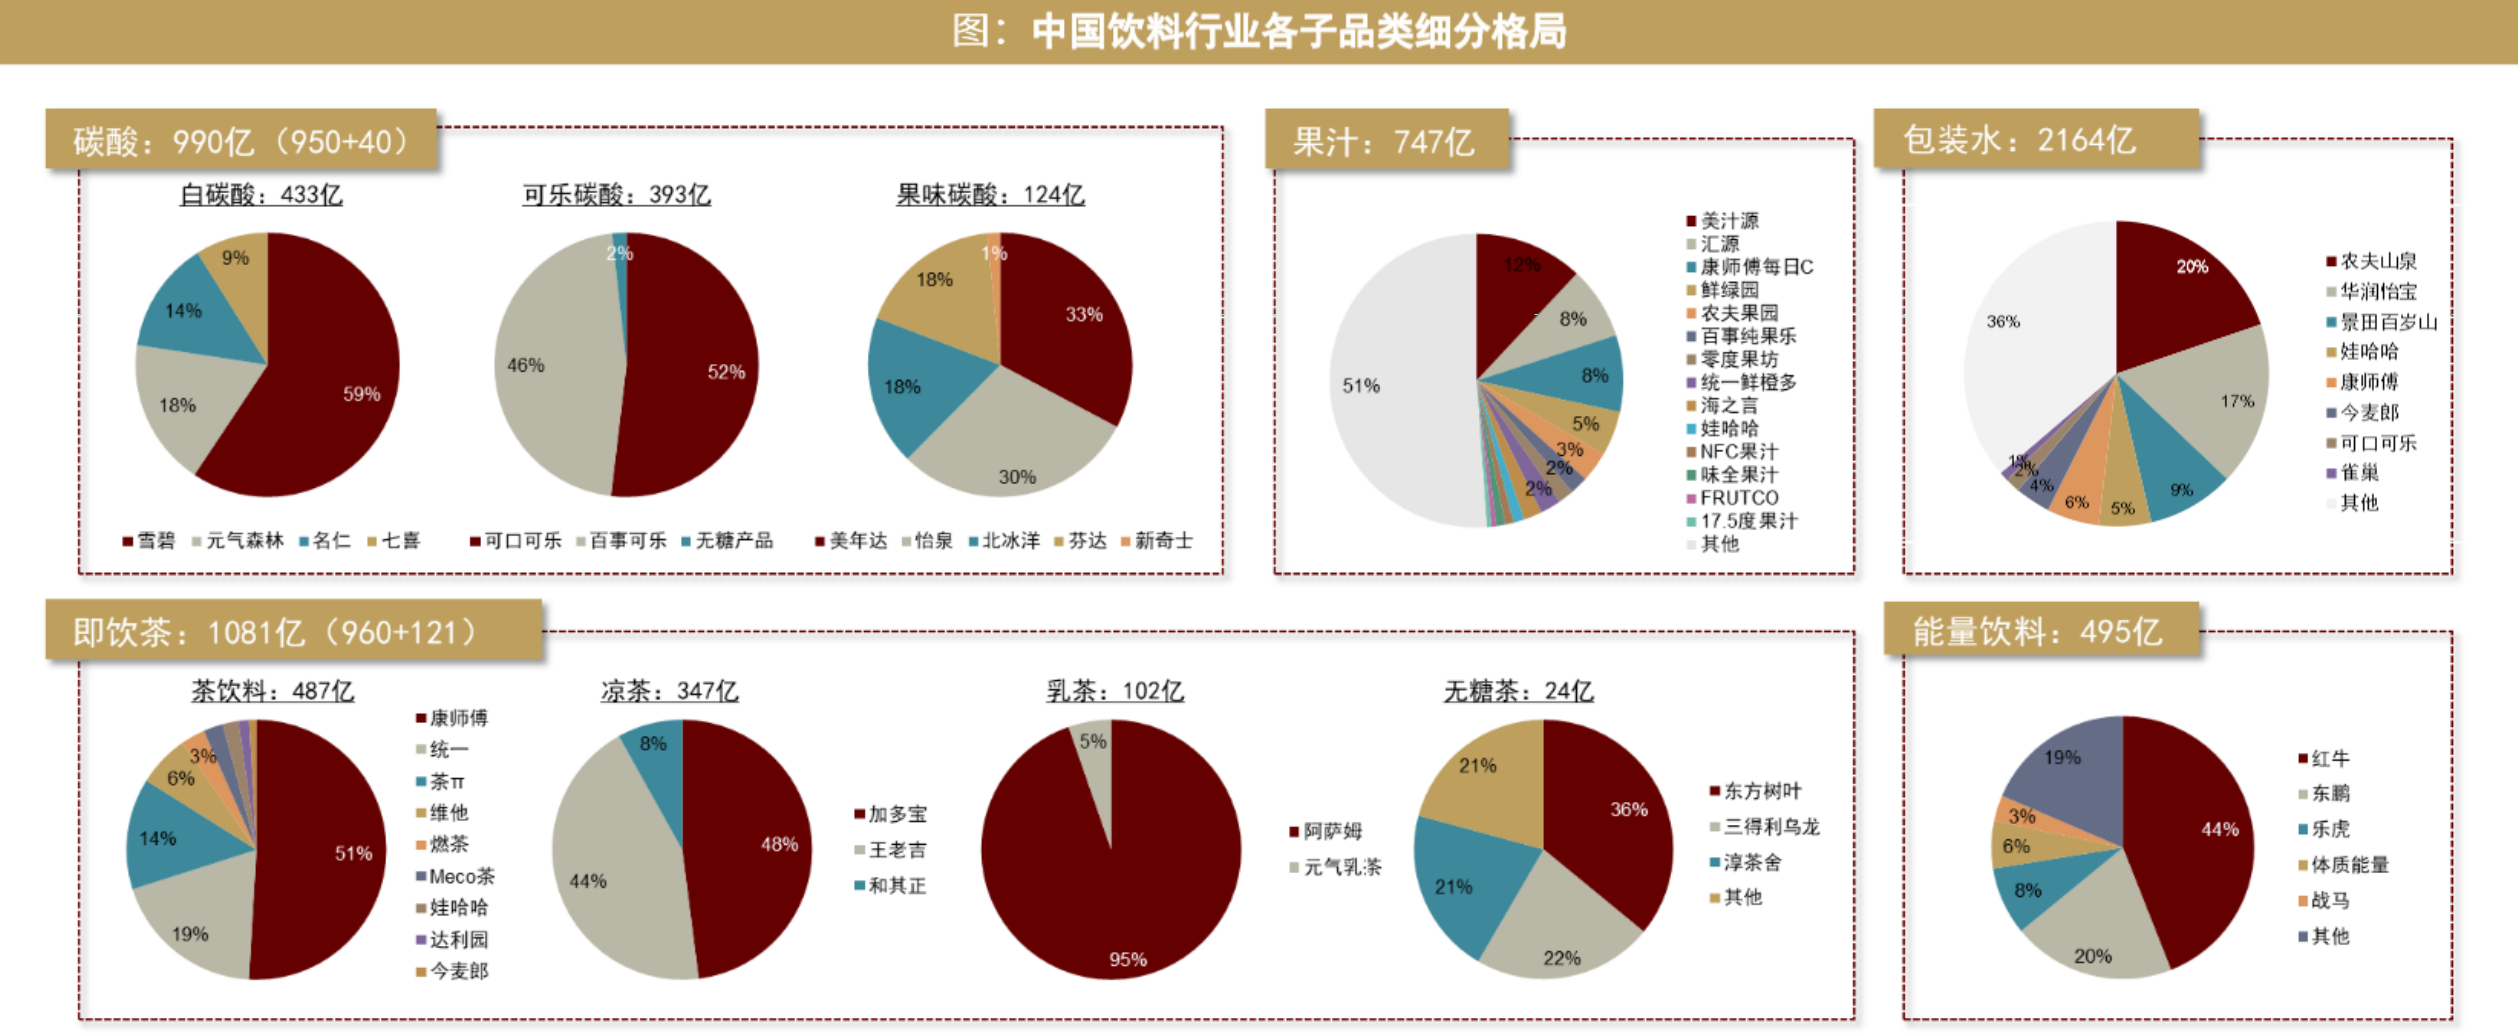 图：中国饮料行业各子品类细分格局
碳酸：990亿（950+40）
白碳酸：433亿
9%
14%
18%
59%
雪碧 元气森林 名仁 七喜
可乐碳酸：393亿
2%
46%
52%
可口可乐 百事可乐 无糖产品
果味碳酸：124亿
1%
18%
33%
18%
30%
美年达 怡泉 北冰洋 芬达 新奇士
果汁：747亿
12%
8%
8%
51%
5%
3%
2%
2%
美汁源
汇源
康师傅每日C
鲜绿园
农夫果园
百事纯果乐
零度果坊
统一鲜橙多
海之言
娃哈哈
NFC果汁
味全果汁
FRUTCO
17.5度果汁
其他
包装水：2164亿
20%
36%
17%
1%
2%
4%
6%
5%
9%
农夫山泉
华润怡宝
景田百岁山
娃哈哈
康师傅
今麦郎
可口可乐
雀巢
其他
即饮茶：1081亿（960+121）
茶饮料：487亿
3%
6%
14%
51%
19%
康师傅
统一
茶π
维他
燃茶
Meco茶
娃哈哈
达利园
今麦郎
凉茶：347亿
8%
48%
44%
加多宝
王老吉
和其正
乳茶：102亿
5%
95%
阿萨姆
元气乳茶
无糖茶：24亿
21%
36%
21%
22%
东方树叶
三得利乌龙
淳茶舍
其他
能量饮料：495亿
19%
3%
44%
6%
8%
20%
红牛
东鹏
乐虎
体质能量
战马
其他